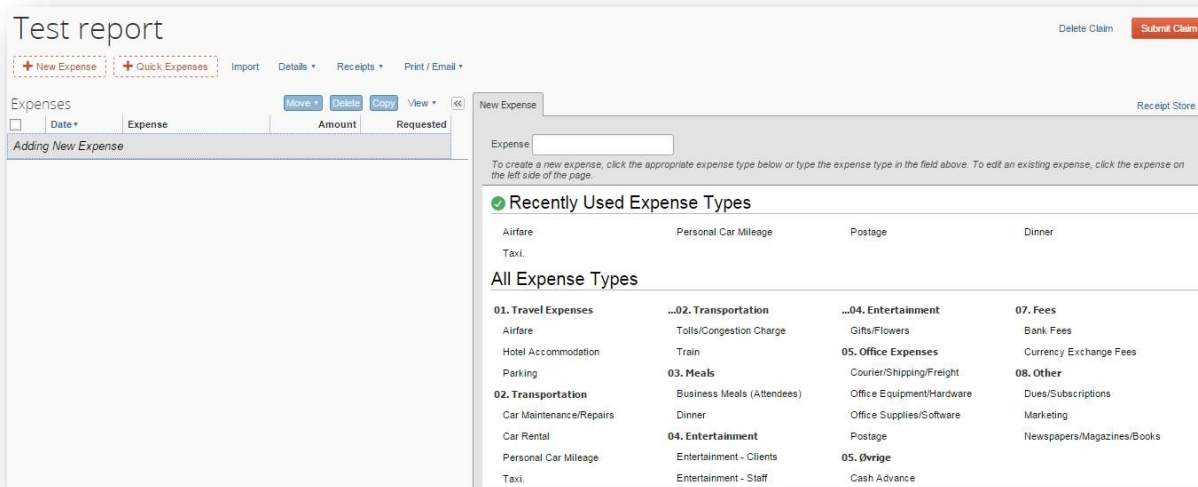 Test report
Delete Claim Submit Claim
+ New Expense + Quick Expenses Import Details Receipts Print / Email
Expenses Move Delete Copy View
Date Expense Amount Requested
Adding New Expense
New Expense Receipt Store
Expense
To create a new expense, click the appropriate expense type below or type the expense type in the field above. To edit an existing expense, click the expense on
the left side of the page.
Recently Used Expense Types
Airfare Personal Car Mileage Postage Dinner
Taxi.
All Expense Types
01. Travel Expenses
Airfare
Hotel Accommodation
Parking
02. Transportation
Car Maintenance/Repairs
Car Rental
Personal Car Mileage
Taxi.
...02. Transportation
Tolls/Congestion Charge
Train
03. Meals
Business Meals (Attendees)
Dinner
04. Entertainment
Entertainment - Clients
Entertainment - Staff
...04. Entertainment
Gifts/Flowers
05. Office Expenses
Courier/Shipping/Freight
Office Equipment/Hardware
Office Supplies/Software
Postage
05. Øvrige
Cash Advance
07. Fees
Bank Fees
Currency Exchange Fees
08. Other
Dues/Subscriptions
Marketing
Newspapers/Magazines/Books